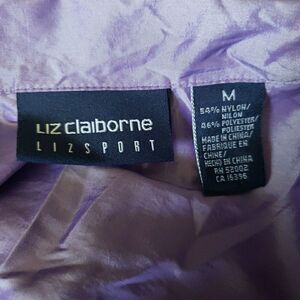 LIZ claiborne
LIZSPORT
M
54% NYLON/
NILON
46% POLYESTER/
POLIESTER
MADE IN CHINA/
FABRIQUE EN
CHINE/
HECHO EN CHINA
RN 52002
CA 15396